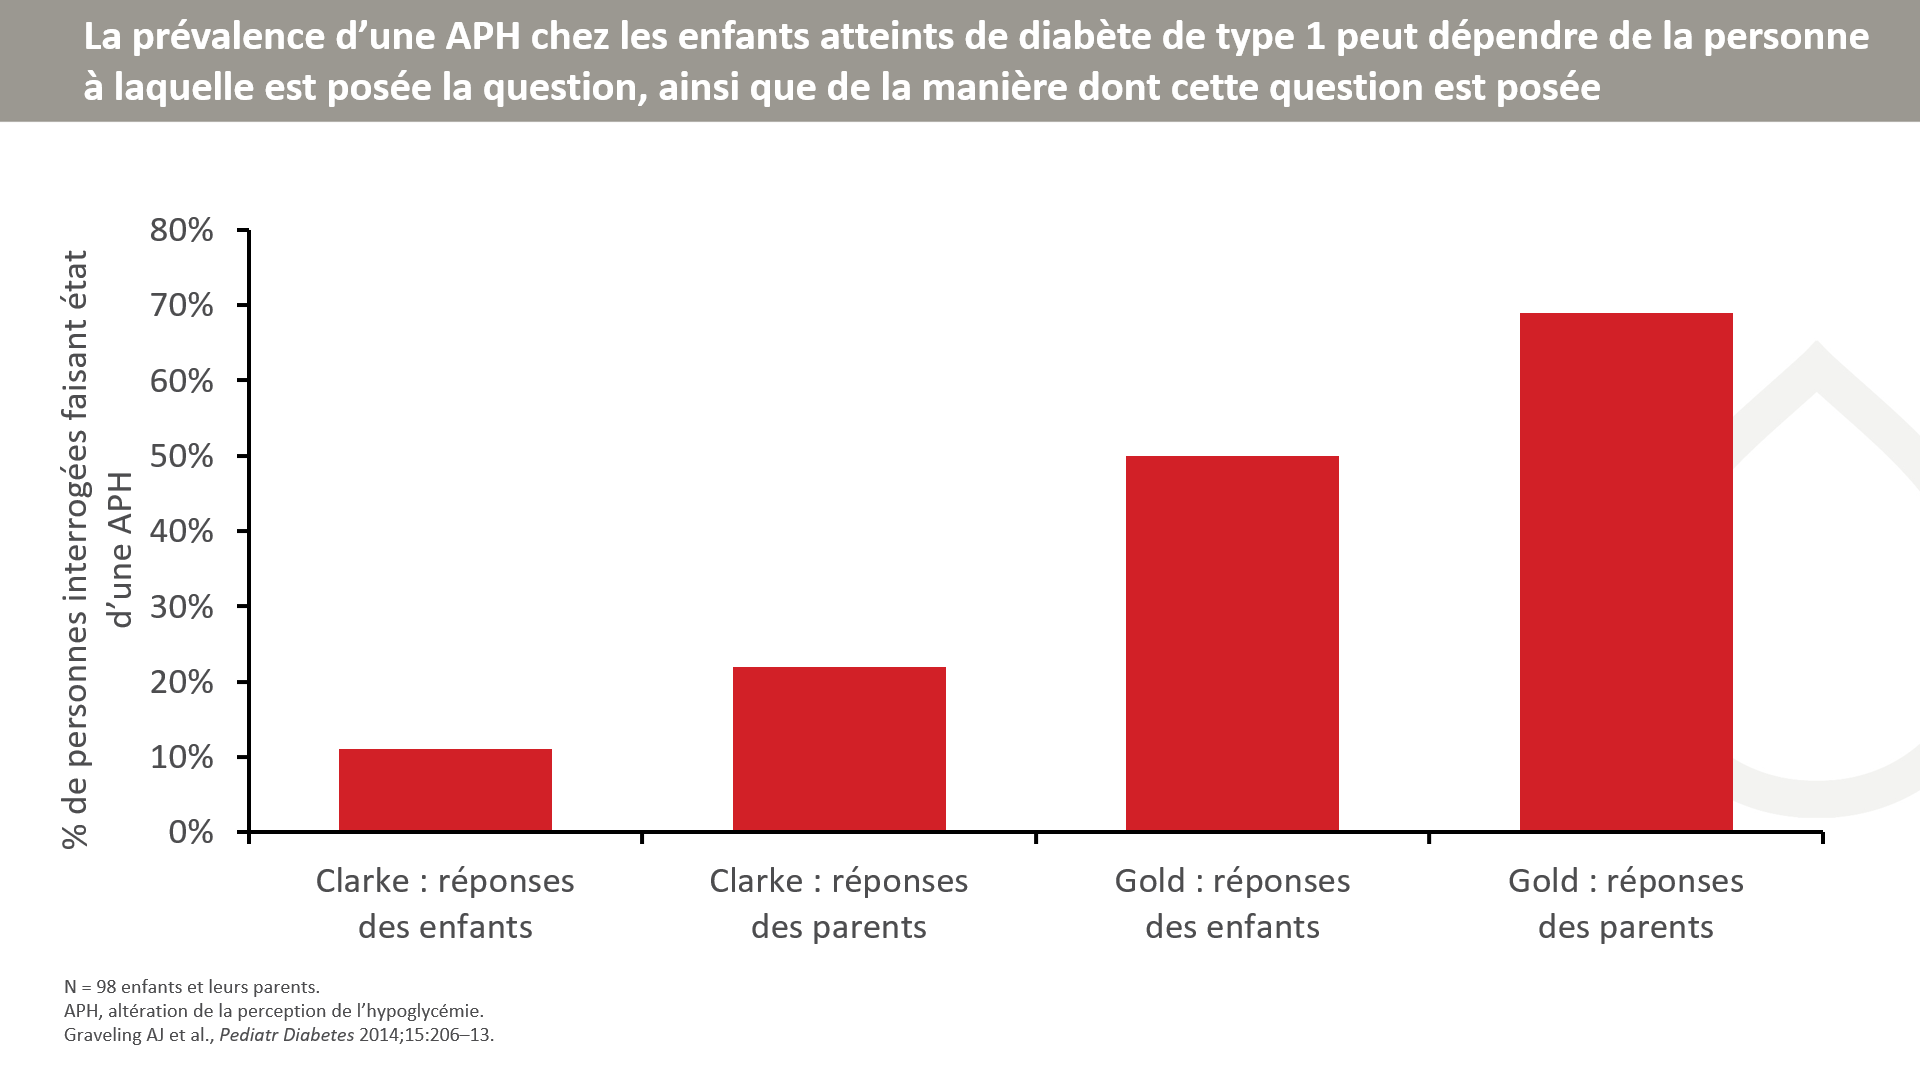 La prévalence d’une APH chez les enfants atteints de diabète de type 1 peut dépendre de la personne
à laquelle est posée la question, ainsi que de la manière dont cette question est posée
% de personnes interrogées faisant état
d’une APH
80%
70%
60%
50%
40%
30%
20%
10%
0%
Clarke : réponses
des enfants
Clarke : réponses
des parents
Gold : réponses
des enfants
Gold : réponses
des parents
N = 98 enfants et leurs parents.
APH, altération de la perception de l’hypoglycémie.
Graveling AJ et al., Pediatr Diabetes 2014;15:206–13.